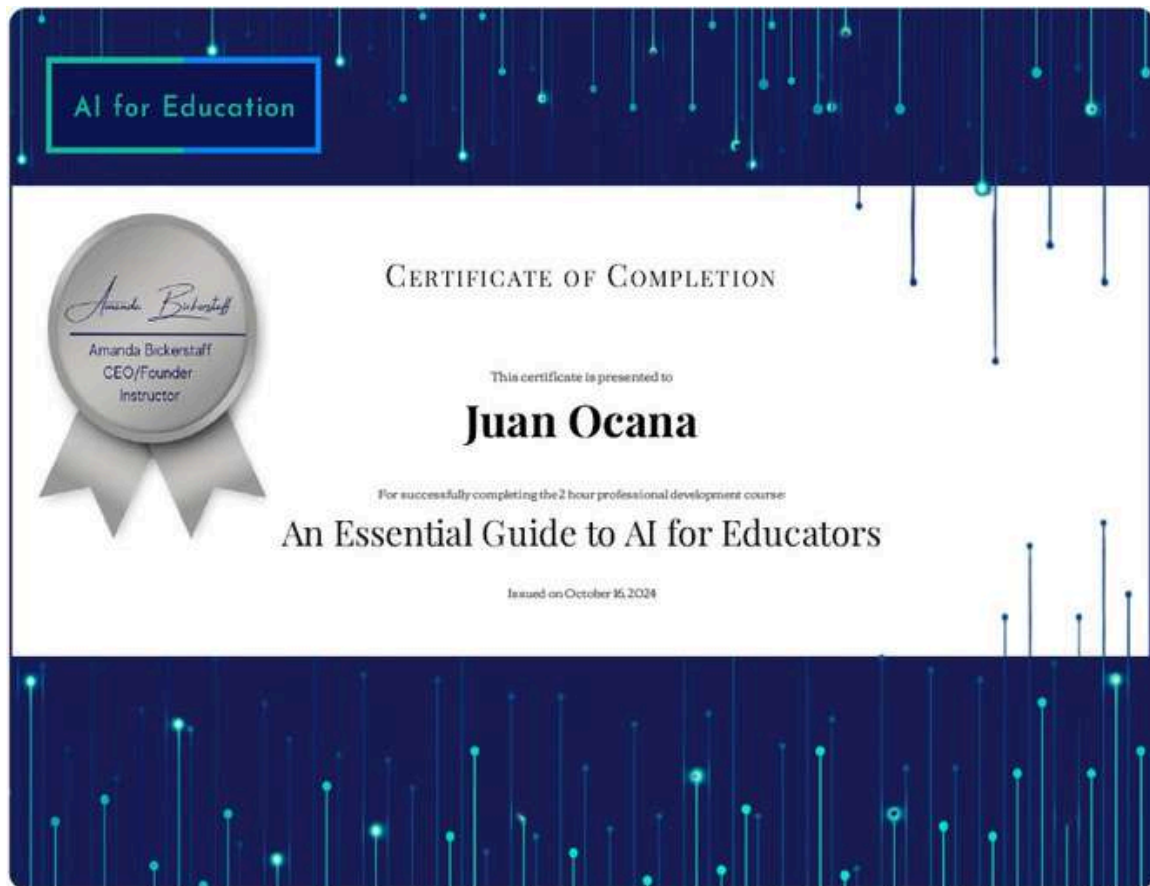 AI for Education
Amanda Bickerstaff
Amanda Bickerstaff
CEO/Founder
Instructor
CERTIFICATE OF COMPLETION
This certificate is presented to
Juan Ocana
For successfully completing the 2 hour professional development course:
An Essential Guide to AI for Educators
Issued on October 16, 2024